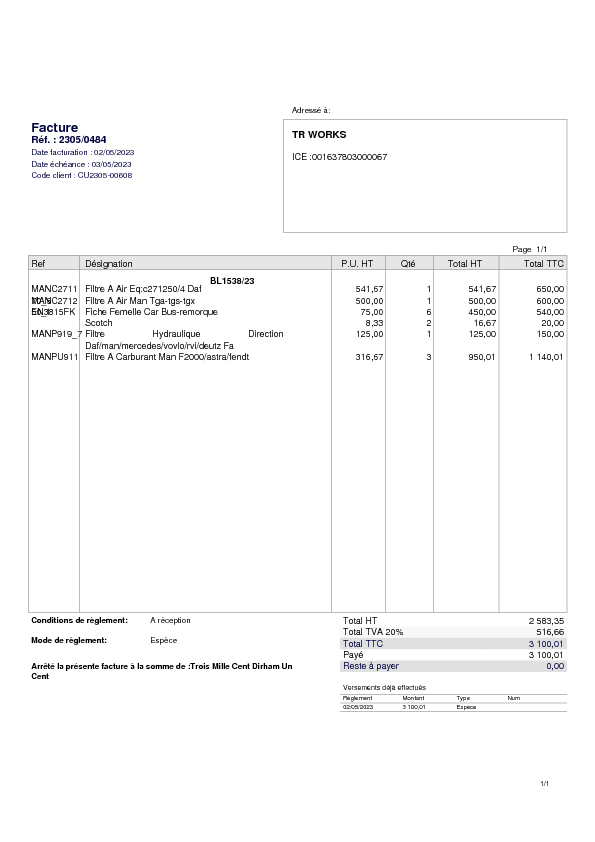 Adressé à:
Facture
Réf. : 2305/0484
Date facturation : 02/05/2023
Date échéance : 03/05/2023
Code client : CU2305-00608
TR WORKS
ICE :001637803000067
Page 1/1
Ref Désignation P.U. HT Qté Total HT Total TTC
BL1538/23
MANC2711 Filtre A Air Eq:c271250/4 Daf 541,67 1 541,67 650,00
MANC2712 Filtre A Air Man Tga-tgs-tgx 500,00 1 500,00 600,00
EN3815FK Fiche Femelle Car Bus-remorque 75,00 6 450,00 540,00
Scotch 8,33 2 16,67 20,00
MANP919_7 Filtre Hydraulique Direction 125,00 1 125,00 150,00
Daf/man/mercedes/vovlo/rvi/deutz Fa
MANPU911 Filtre A Carburant Man F2000/astra/fendt 316,67 3 950,01 1 140,01
Conditions de règlement: A réception
Mode de règlement: Espèce
Arrêté la présente facture à la somme de :Trois Mille Cent Dirham Un
Cent
Total HT 2 583,35
Total TVA 20% 516,66
Total TTC 3 100,01
Payé 3 100,01
Reste à payer 0,00
Versements déjà effectués
Règlement Montant Type Num
02/05/2023 3 100,01 Espèce
1/1